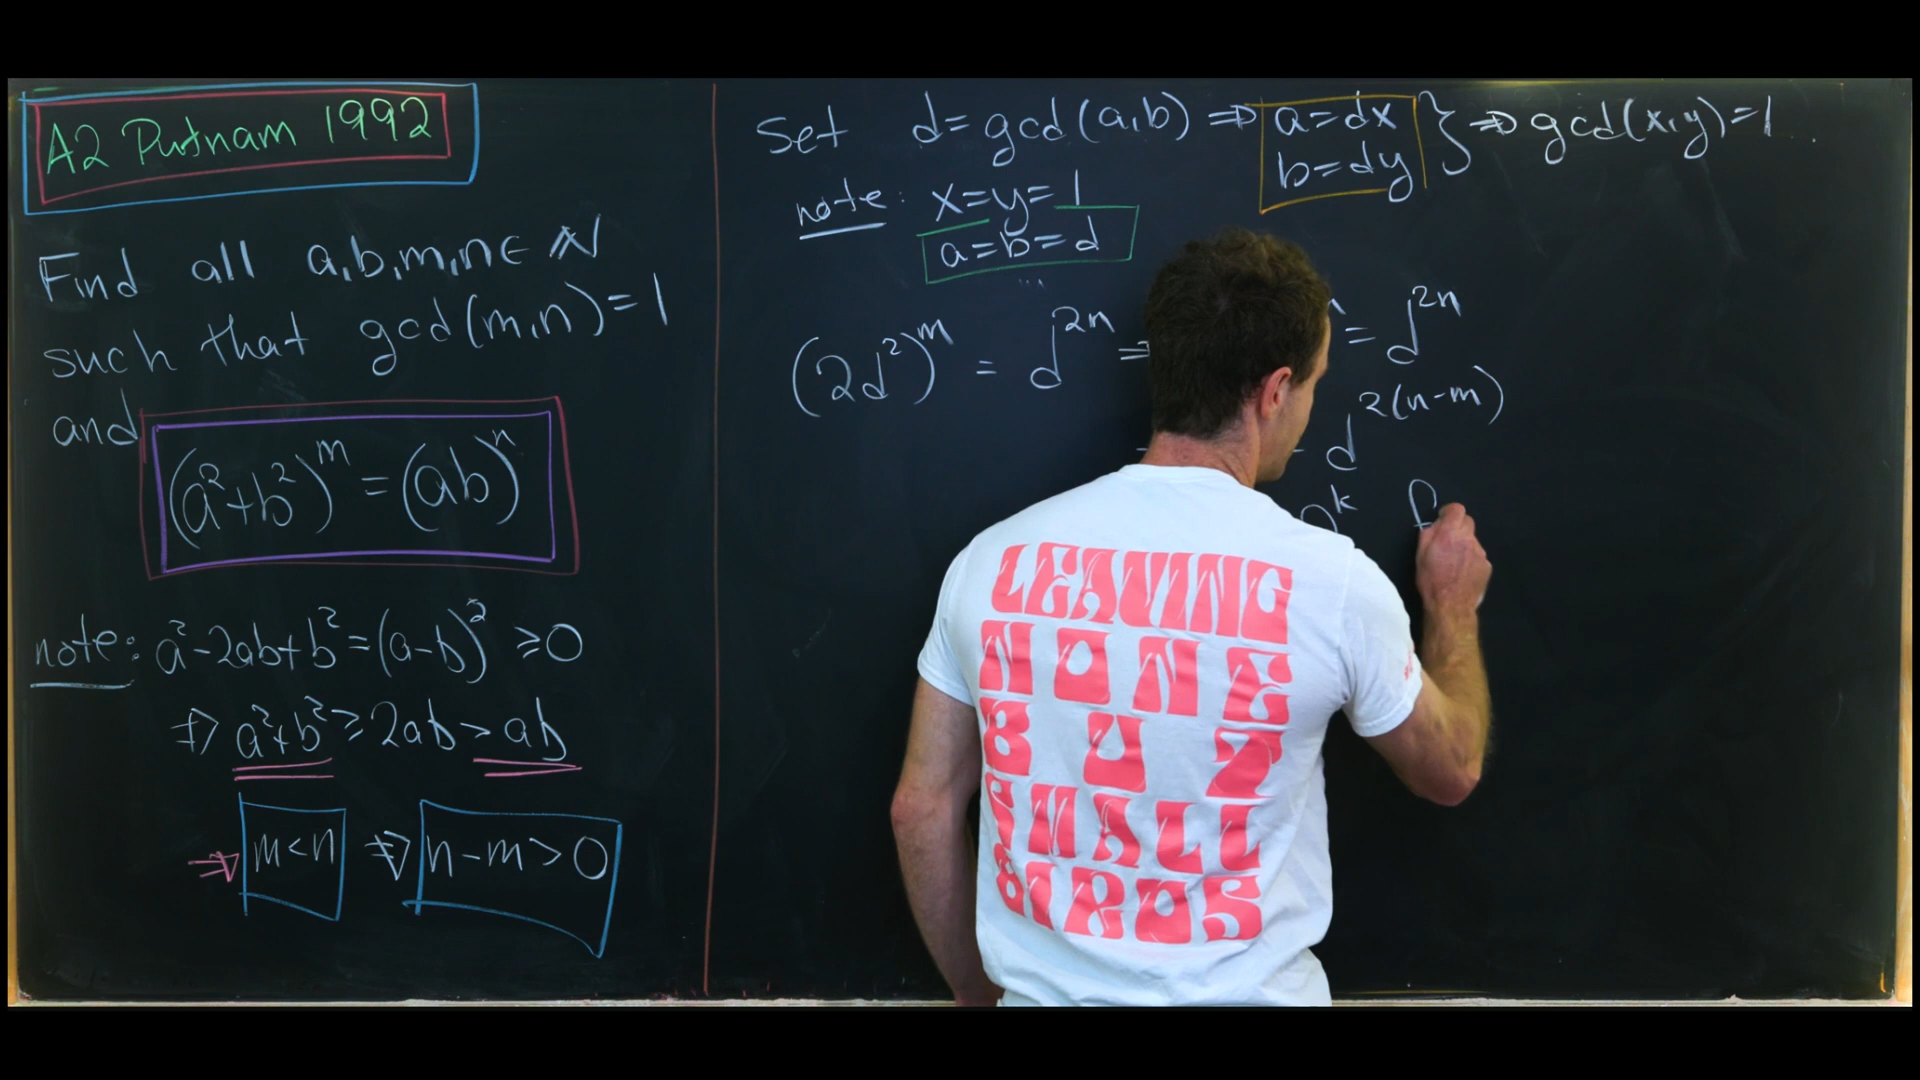 A2 Putnam 1992
Find all a,b,m,n∈ ℕ
such that gcd(m,n)=1
and
(a²+b²)^m = (ab)^n
note: a²-2ab+b²=(a-b)² ≥0
⇒ a²+b² ≥ 2ab > ab
⇒ m<n ⇒ n-m>0
Set d=gcd(a,b) ⇒ a=dx } ⇒ gcd(x,y)=1
b=dy
note: x=y=1
a=b=d
(2d²)^m = d^2n = d^2n
d^2(n-m)
LEAVING
NONE
BUT
SMALL
BIRDS